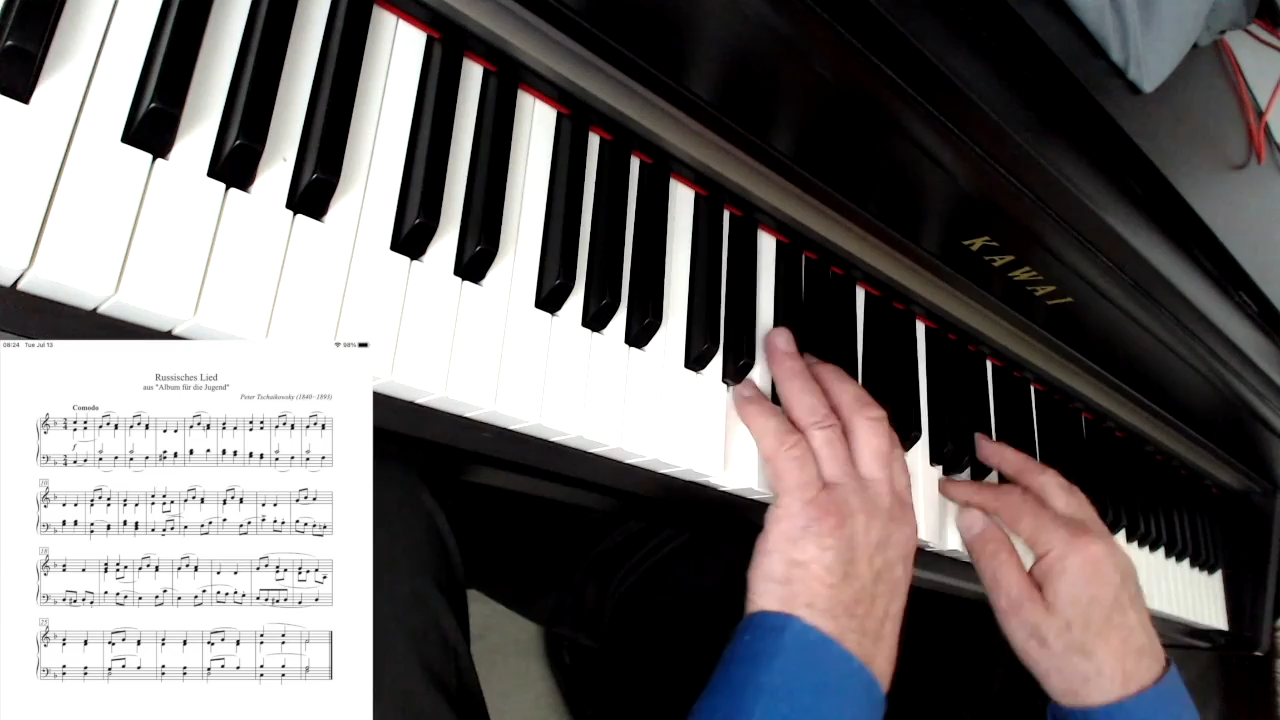 KAWAI
08:24 Tue Jul 13 98%
Russisches Lied
aus "Album für die Jugend"
Peter Tschaikowsky (1840–1893)
Comodo
f
10
18